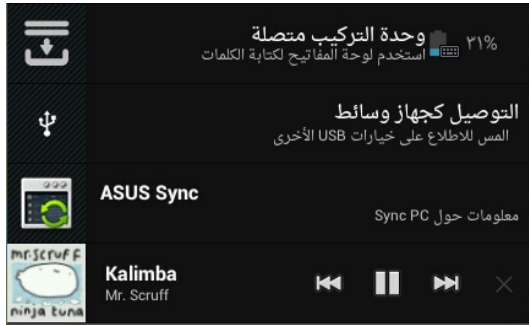 وحدة التركيب متصلة
٣١%
استخدم لوحة المفاتيح لكتابة الكلمات
التوصيل كجهاز وسائط
المس للاطلاع على خيارات USB الأخرى
ASUS Sync
معلومات حول Sync PC
mr.scruff
ninja tuna
Kalimba
Mr. Scruff